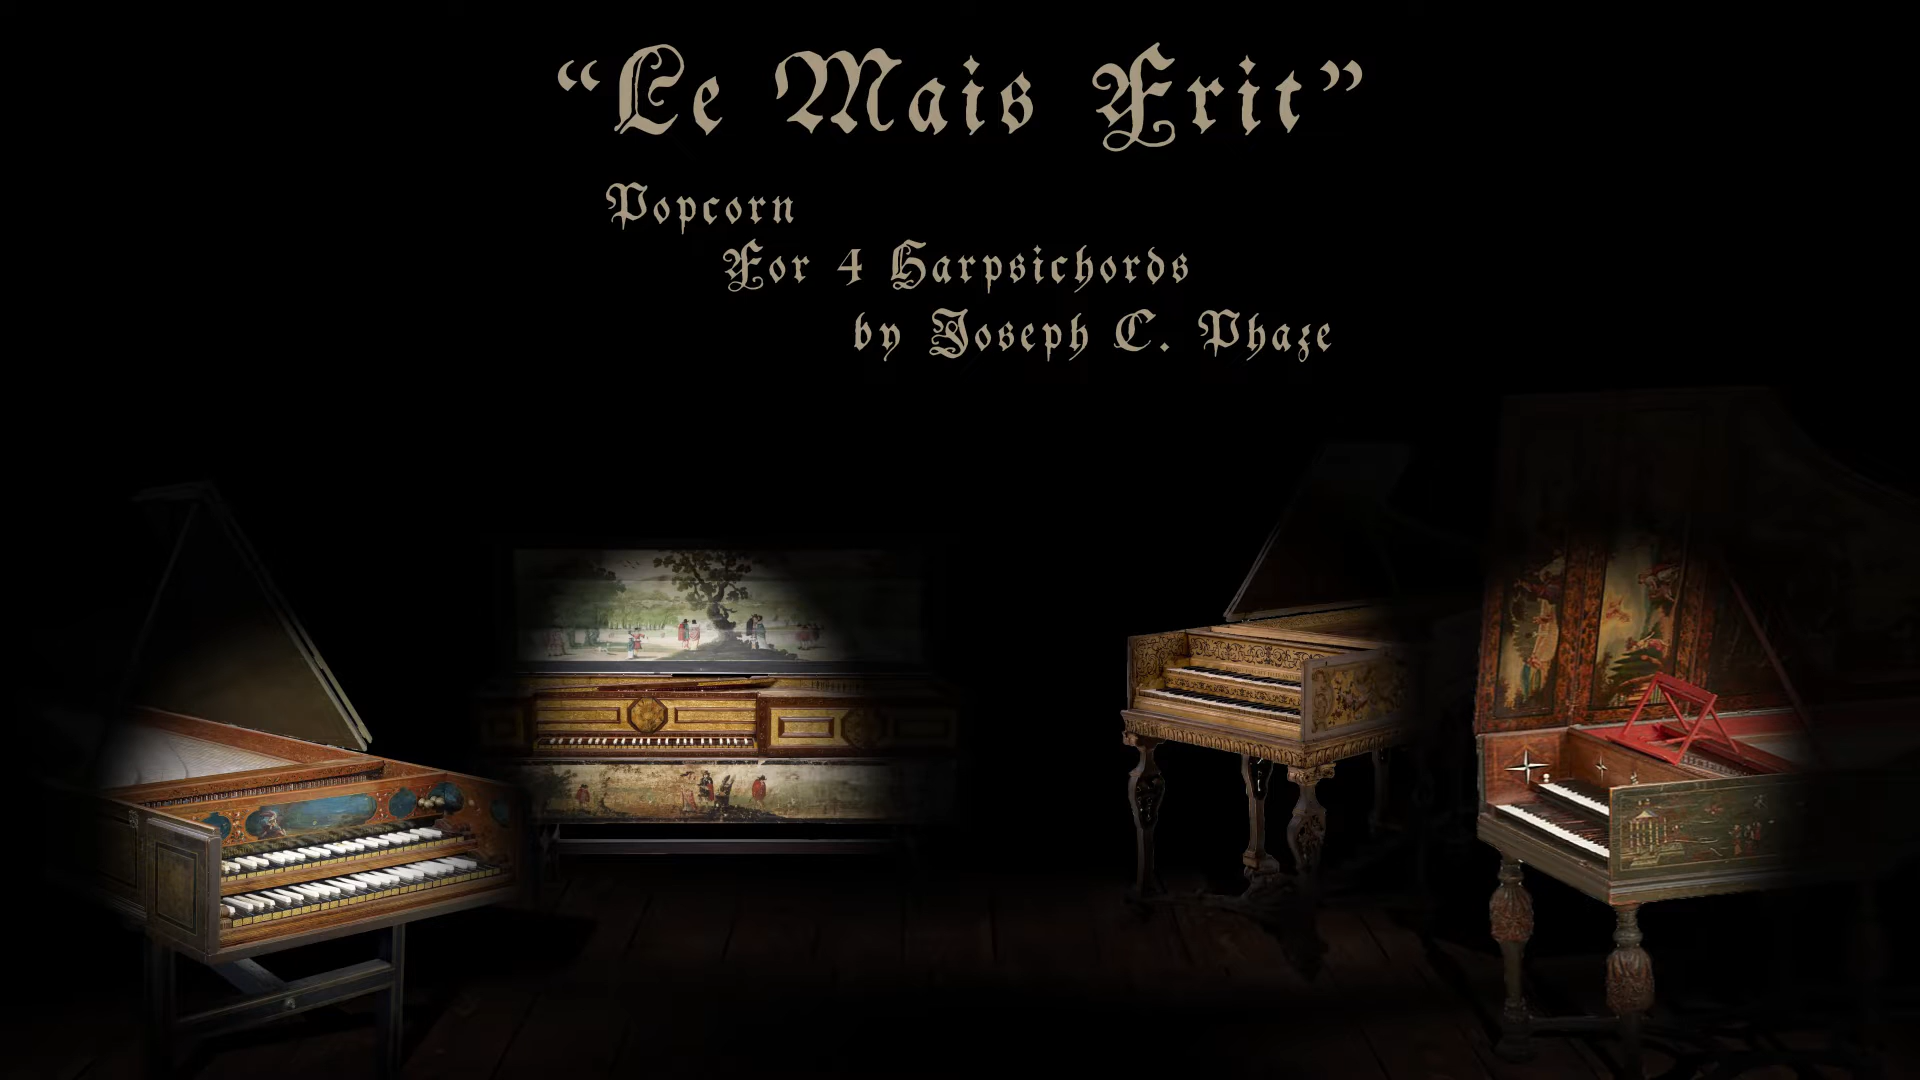 “Le Mais Frit”
Popcorn
For 4 Harpsichords
by Joseph C. Phaze